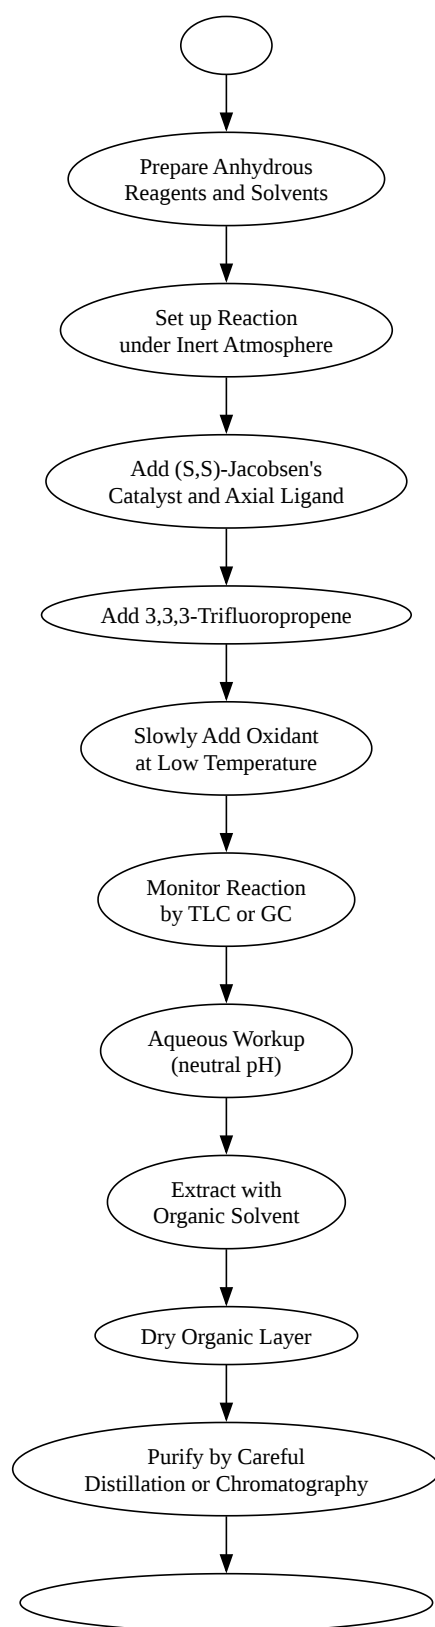 Prepare Anhydrous
Reagents and Solvents
Set up Reaction
under Inert Atmosphere
Add (S,S)-Jacobsen's
Catalyst and Axial Ligand
Add 3,3,3-Trifluoropropene
Slowly Add Oxidant
at Low Temperature
Monitor Reaction
by TLC or GC
Aqueous Workup
(neutral pH)
Extract with
Organic Solvent
Dry Organic Layer
Purify by Careful
Distillation or Chromatography